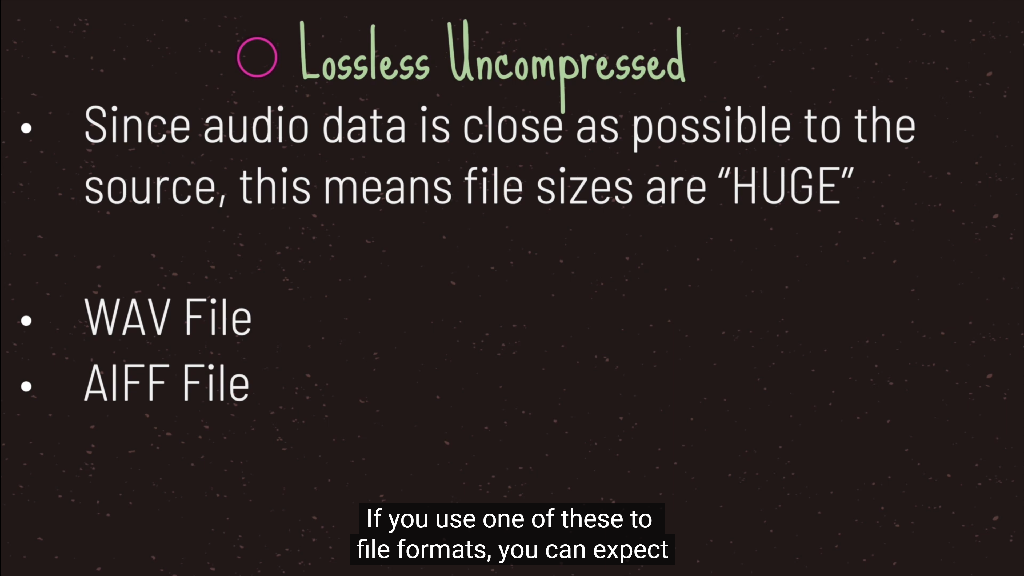 Lossless Uncompressed
• Since audio data is close as possible to the
source, this means file sizes are “HUGE”
• WAV File
• AIFF File
If you use one of these to
file formats, you can expect